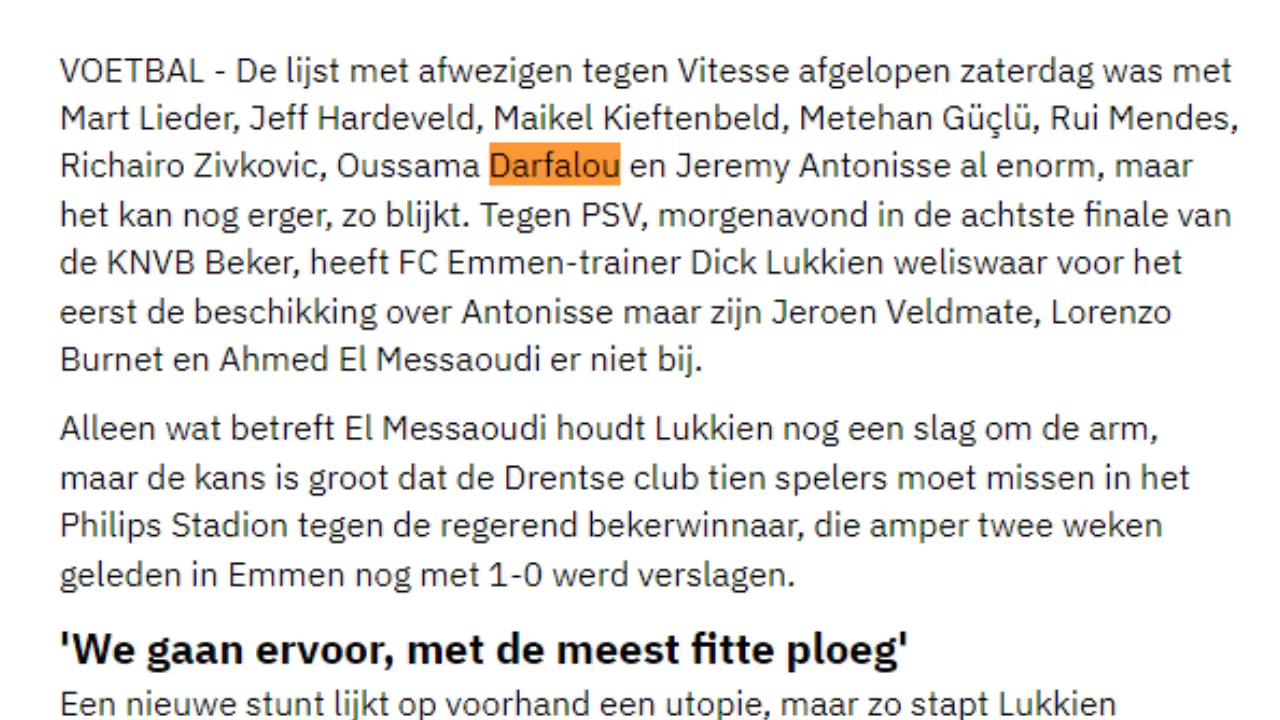 VOETBAL - De lijst met afwezigen tegen Vitesse afgelopen zaterdag was met
Mart Lieder, Jeff Hardeveld, Maikel Kieftenbeld, Metehan Güçlü, Rui Mendes,
Richairo Zivkovic, Oussama Darfalou en Jeremy Antonisse al enorm, maar
het kan nog erger, zo blijkt. Tegen PSV, morgenavond in de achtste finale van
de KNVB Beker, heeft FC Emmen-trainer Dick Lukkien weliswaar voor het
eerst de beschikking over Antonisse maar zijn Jeroen Veldmate, Lorenzo
Burnet en Ahmed El Messaoudi er niet bij.
Alleen wat betreft El Messaoudi houdt Lukkien nog een slag om de arm,
maar de kans is groot dat de Drentse club tien spelers moet missen in het
Philips Stadion tegen de regerend bekerwinnaar, die amper twee weken
geleden in Emmen nog met 1-0 werd verslagen.
'We gaan ervoor, met de meest fitte ploeg'
Een nieuwe stunt lijkt op voorhand een utopie, maar zo stapt Lukkien